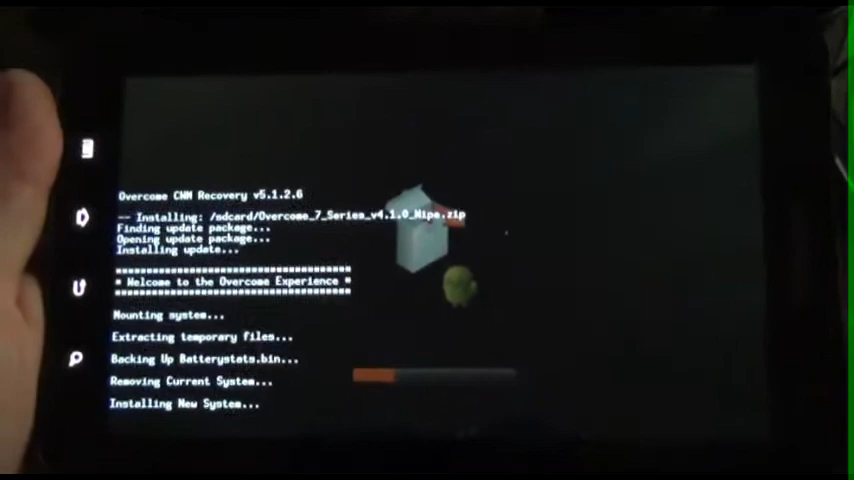 Overcome CWM Recovery v5.1.2.6
-- Installing: /sdcard/Overcome_7_Series_v4.1.0_Wipe.zip
Finding update package...
Opening update package...
Installing update...
* Welcome to the Overcome Experience *
Mounting system...
Extracting temporary files...
Backing Up Batterystats.bin...
Removing Current System...
Installing New System...